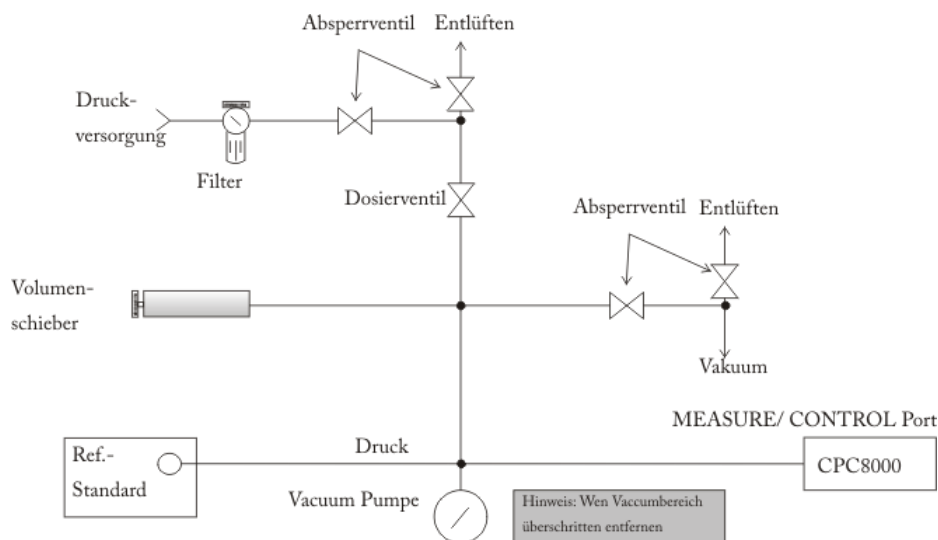 Absperrventil Entlüften
Druck-
versorgung
Filter
Dosierventil
Absperrventil Entlüften
Volumen-
schieber
Vakuum
MEASURE/ CONTROL Port
Ref.-
Standard
Druck
CPC8000
Vacuum Pumpe
Hinweis: Wen Vaccumbereich
überschritten entfernen